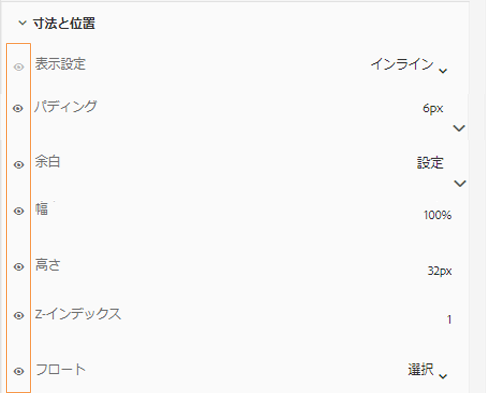 寸法と位置
表示設定 インライン
パディング 6px
余白 設定
幅 100%
高さ 32px
Z-インデックス 1
フロート 選択